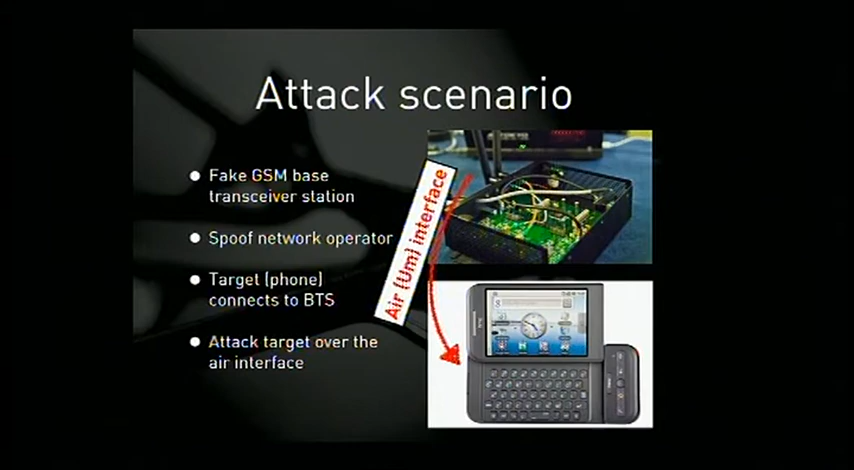 Attack scenario
Fake GSM base
transceiver station
Spoof network operator
Target (phone)
connects to BTS
Attack target over the
air interface
Air (Um) interface